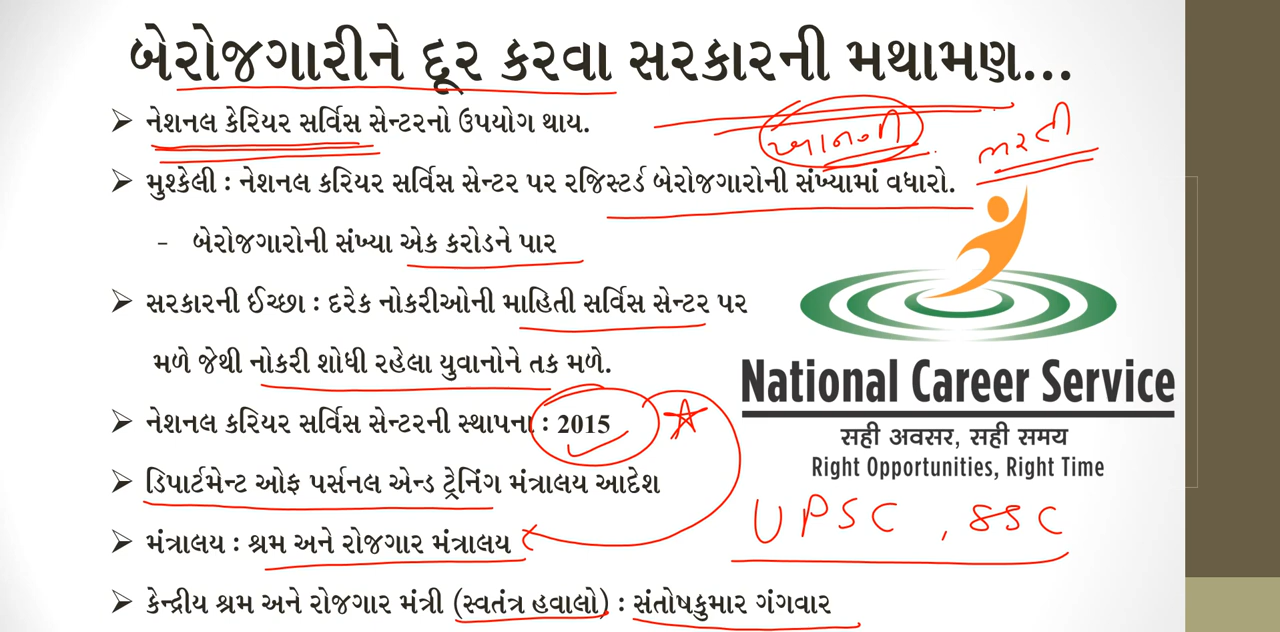 બેરોજગારીને દૂર કરવા સરકારની મથામણ...
➢ નેશનલ કેરિયર સર્વિસ સેન્ટરનો ઉપયોગ થાય.
ખાનગી
ભરતી
➢ મુશ્કેલી : નેશનલ કરિયર સર્વિસ સેન્ટર પર રજિસ્ટર્ડ બેરોજગારોની સંખ્યામાં વધારો.
- બેરોજગારોની સંખ્યા એક કરોડને પાર
➢ સરકારની ઈચ્છા : દરેક નોકરીઓની માહિતી સર્વિસ સેન્ટર પર
મળે જેથી નોકરી શોધી રહેલા યુવાનોને તક મળે.
➢ નેશનલ કરિયર સર્વિસ સેન્ટરની સ્થાપના : 2015
➢ ડિપાર્ટમેન્ટ ઓફ પર્સનલ એન્ડ ટ્રેનિંગ મંત્રાલય આદેશ
➢ મંત્રાલય : શ્રમ અને રોજગાર મંત્રાલય
➢ કેન્દ્રીય શ્રમ અને રોજગાર મંત્રી (સ્વતંત્ર હવાલો) : સંતોષકુમાર ગંગવાર
National Career Service
सही अवसर, सही समय
Right Opportunities, Right Time
UPSC, SSC